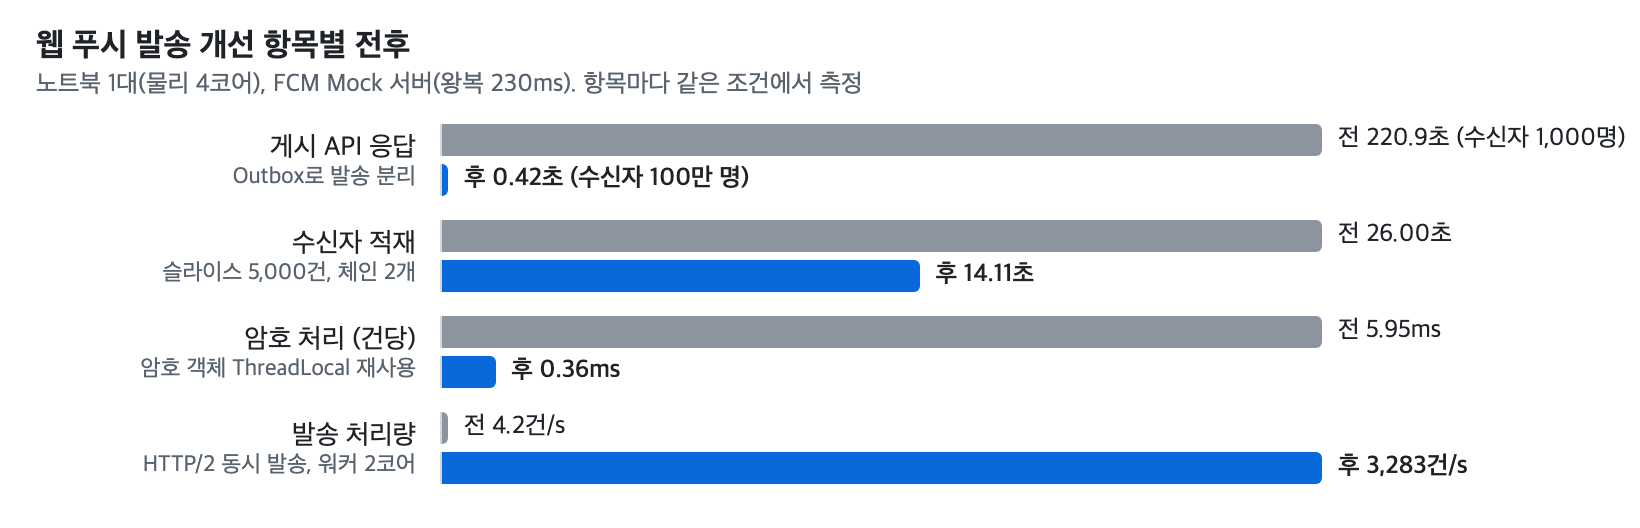 웹 푸시 발송 개선 항목별 전후
노트북 1대(물리 4코어), FCM Mock 서버(왕복 230ms). 항목마다 같은 조건에서 측정
게시 API 응답
Outbox로 발송 분리
전 220.9초 (수신자 1,000명)
후 0.42초 (수신자 100만 명)
수신자 적재
슬라이스 5,000건, 체인 2개
전 26.00초
후 14.11초
암호 처리 (건당)
암호 객체 ThreadLocal 재사용
전 5.95ms
후 0.36ms
발송 처리량
HTTP/2 동시 발송, 워커 2코어
전 4.2건/s
후 3,283건/s